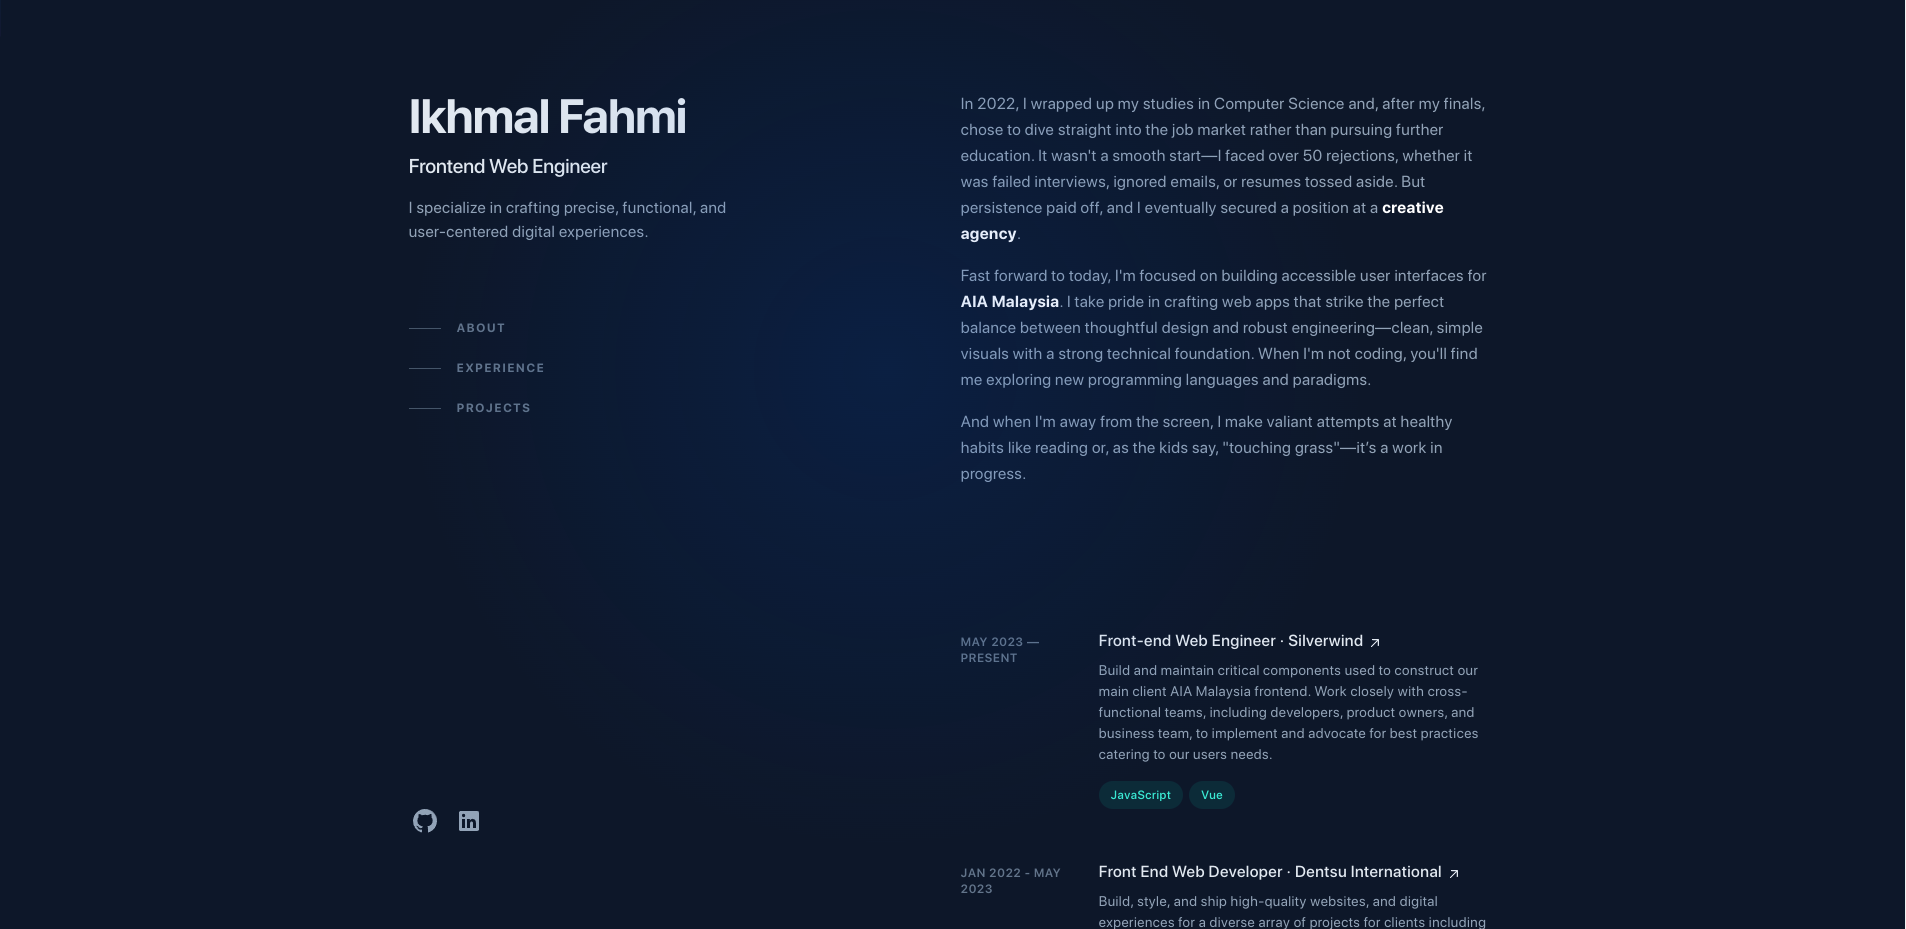 Ikhmal Fahmi
Frontend Web Engineer
I specialize in crafting precise, functional, and
user-centered digital experiences.
ABOUT
EXPERIENCE
PROJECTS
In 2022, I wrapped up my studies in Computer Science and, after my finals,
chose to dive straight into the job market rather than pursuing further
education. It wasn't a smooth start—I faced over 50 rejections, whether it
was failed interviews, ignored emails, or resumes tossed aside. But
persistence paid off, and I eventually secured a position at a creative
agency.
Fast forward to today, I'm focused on building accessible user interfaces for
AIA Malaysia. I take pride in crafting web apps that strike the perfect
balance between thoughtful design and robust engineering—clean, simple
visuals with a strong technical foundation. When I'm not coding, you'll find
me exploring new programming languages and paradigms.
And when I'm away from the screen, I make valiant attempts at healthy
habits like reading or, as the kids say, "touching grass"—it’s a work in
progress.
MAY 2023 —
PRESENT
Front-end Web Engineer · Silverwind
Build and maintain critical components used to construct our
main client AIA Malaysia frontend. Work closely with cross-
functional teams, including developers, product owners, and
business team, to implement and advocate for best practices
catering to our users needs.
JavaScript Vue
JAN 2022 - MAY
2023
Front End Web Developer · Dentsu International
Build, style, and ship high-quality websites, and digital
experiences for a diverse array of projects for clients including